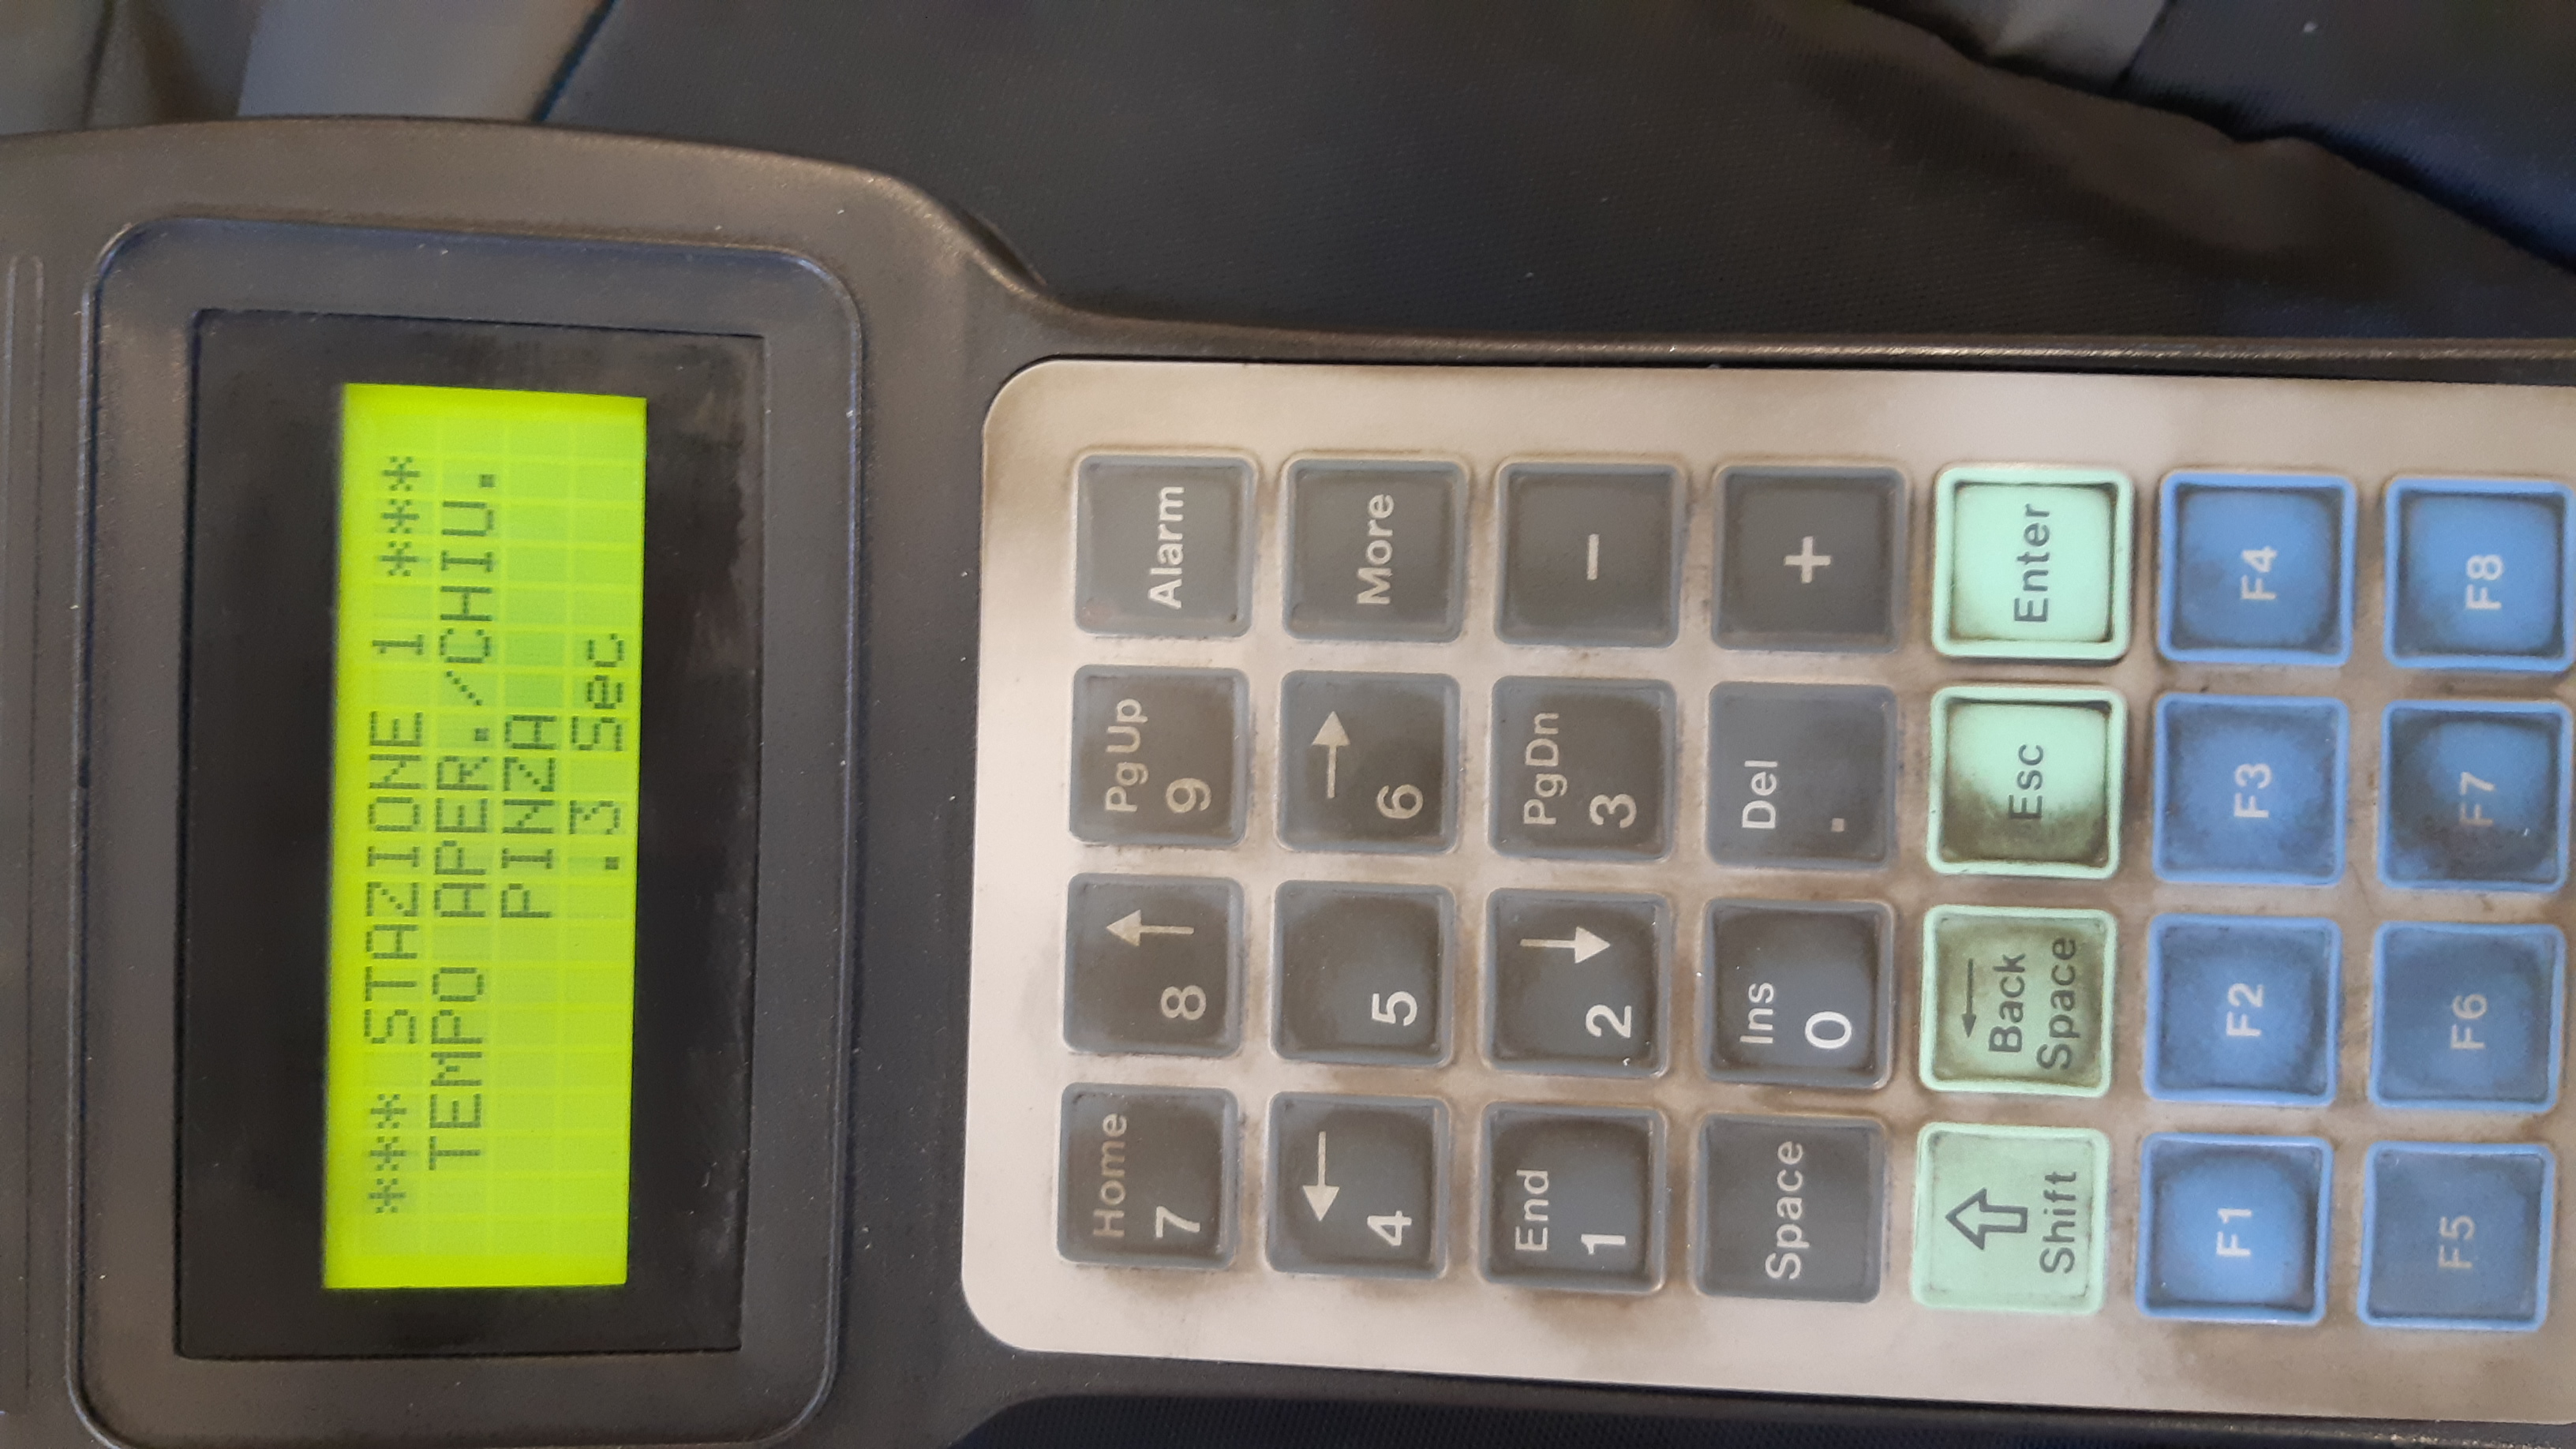 *** STAZIONE 1 ***
TEMPO APER./CHIU.
PINZA
.3 Sec
Home
7
8
PgUp
9
Alarm
4
5
6
More
End
1
2
PgDn
3
-
Space
Ins
0
Del
.
+
Shift
Back
Space
Esc
Enter
F1
F2
F3
F4
F5
F6
F7
F8